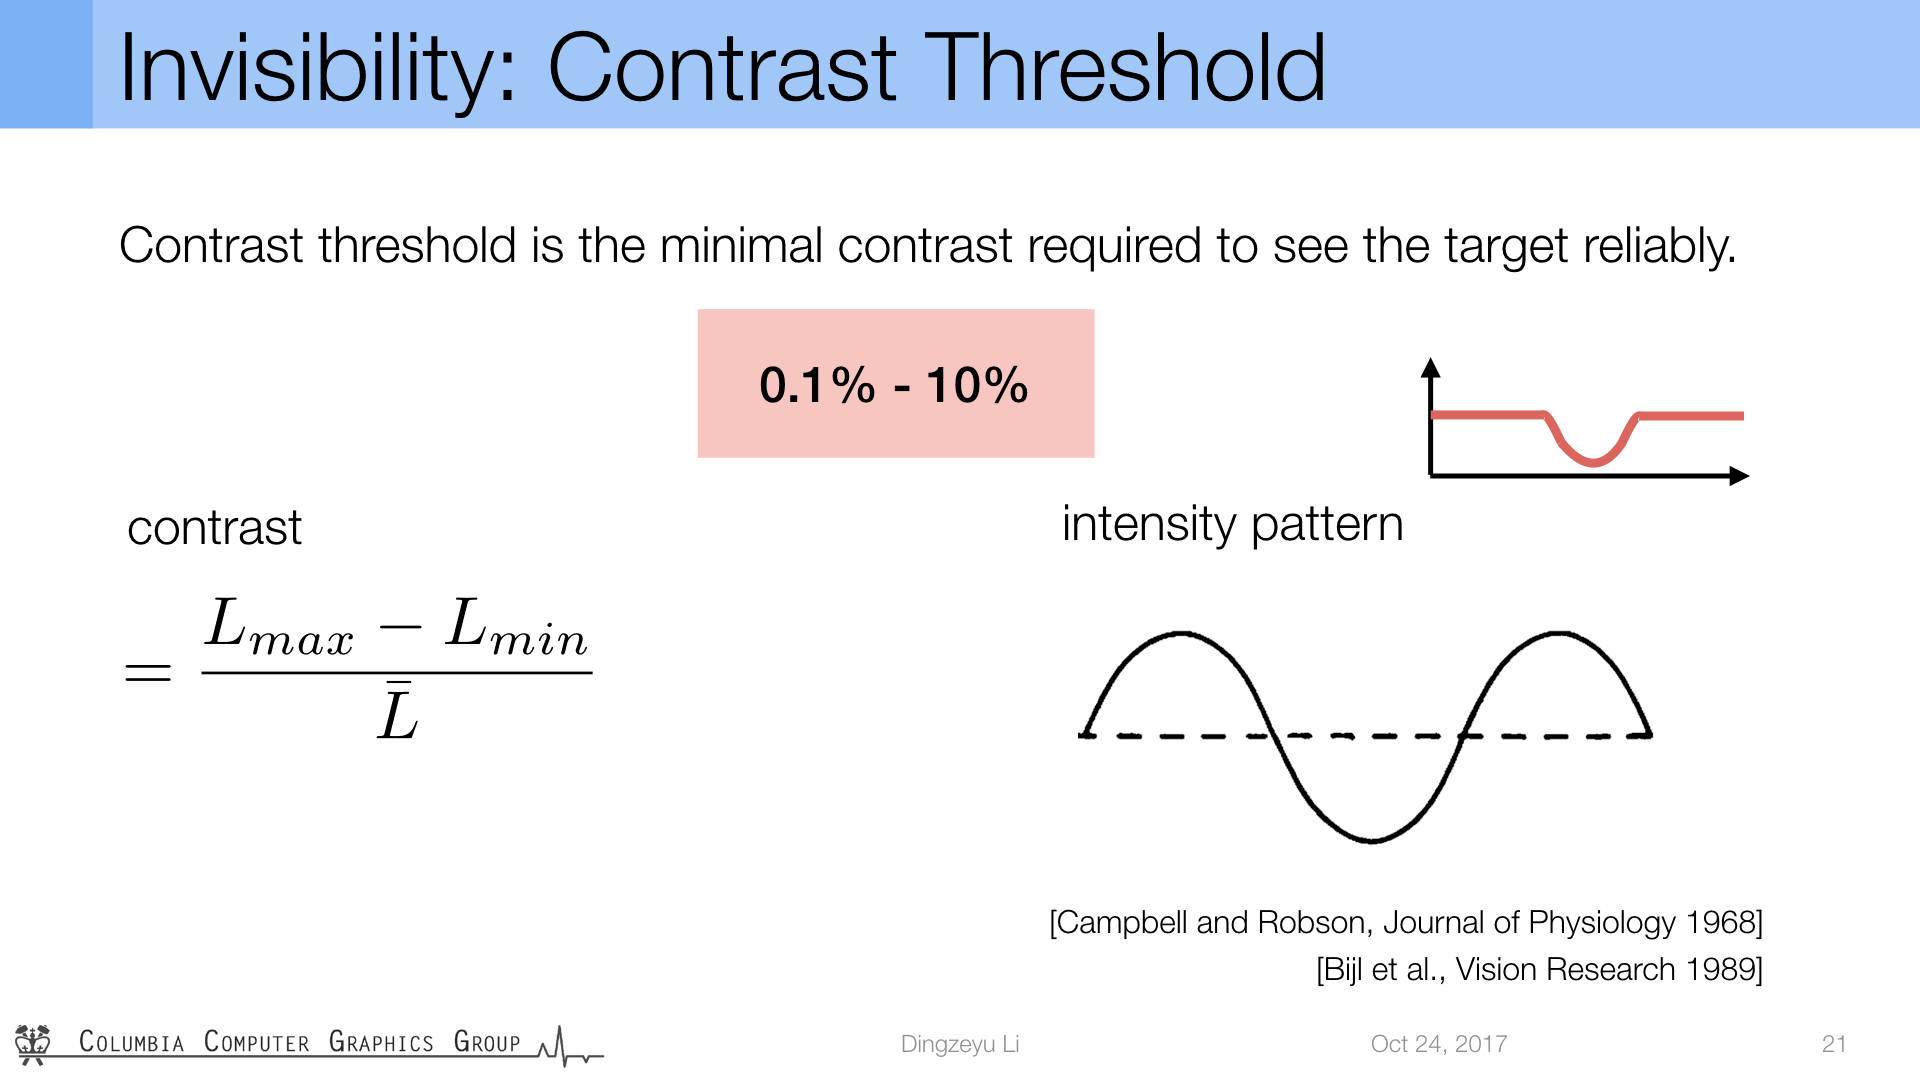 Invisibility: Contrast Threshold
Contrast threshold is the minimal contrast required to see the target reliably.
0.1% - 10%
contrast
intensity pattern
= \frac{L_{max} - L_{min}}{\bar{L}}
[Campbell and Robson, Journal of Physiology 1968]
[Bijl et al., Vision Research 1989]
Columbia Computer Graphics Group
Dingzeyu Li
Oct 24, 2017
21